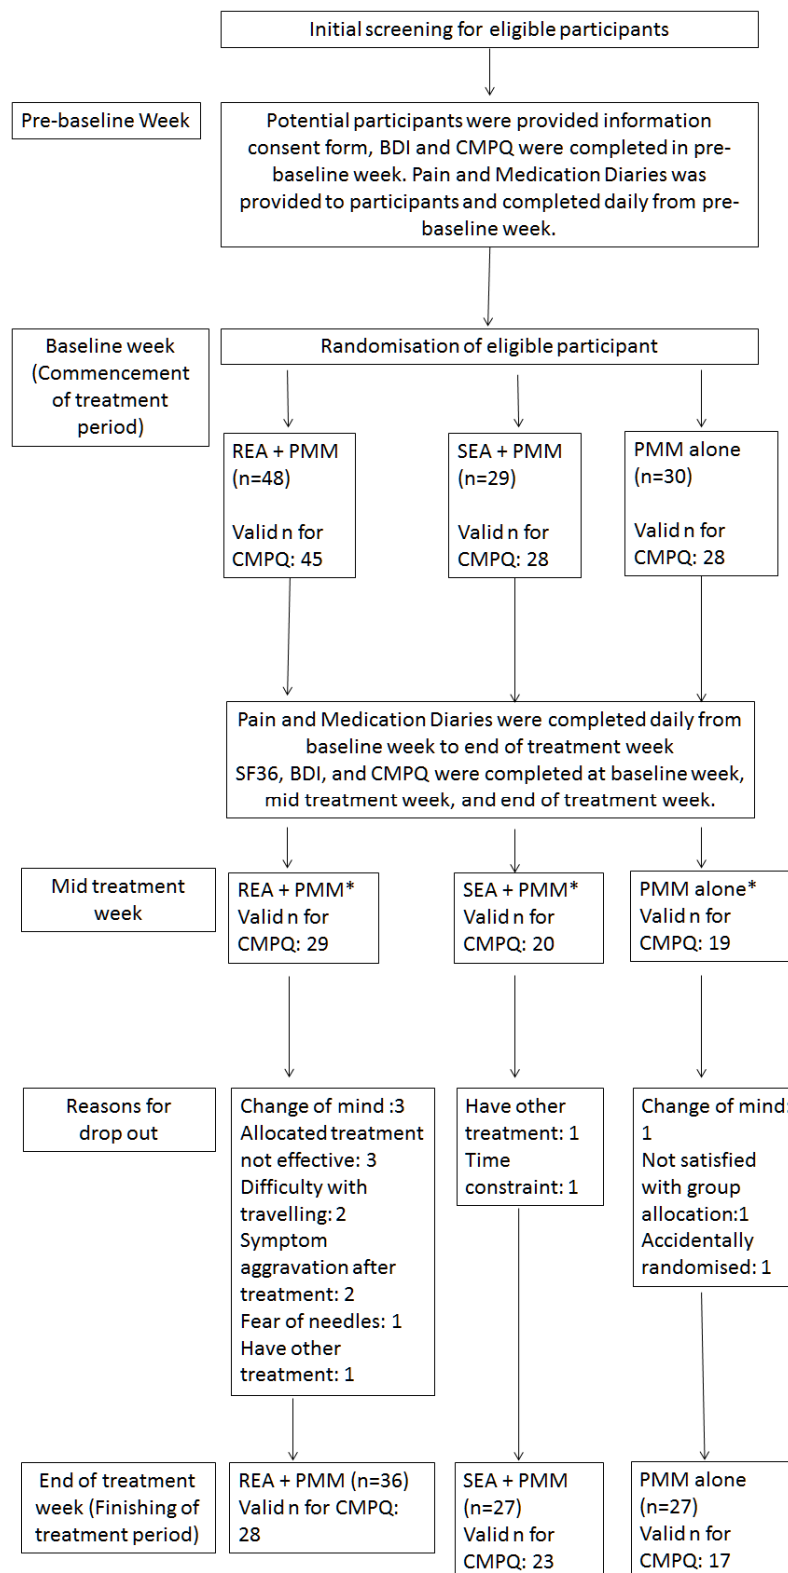 Initial screening for eligible participants
Pre-baseline Week
Potential participants were provided information
consent form, BDI and CMPQ were completed in pre-
baseline week. Pain and Medication Diaries was
provided to participants and completed daily from pre-
baseline week.
Baseline week
(Commencement
of treatment
period)
Randomisation of eligible participant
REA + PMM
(n=48)
Valid n for
CMPQ: 45
SEA + PMM
(n=29)
Valid n for
CMPQ: 28
PMM alone
(n=30)
Valid n for
CMPQ: 28
Pain and Medication Diaries were completed daily from
baseline week to end of treatment week
SF36, BDI, and CMPQ were completed at baseline week,
mid treatment week, and end of treatment week.
Mid treatment
week
REA + PMM*
Valid n for
CMPQ: 29
SEA + PMM*
Valid n for
CMPQ: 20
PMM alone*
Valid n for
CMPQ: 19
Reasons for
drop out
Change of mind :3
Allocated treatment
not effective: 3
Difficulty with
travelling: 2
Symptom
aggravation after
treatment: 2
Fear of needles: 1
Have other
treatment: 1
Have other
treatment: 1
Time
constraint: 1
Change of mind:
1
Not satisfied
with group
allocation:1
Accidentally
randomised: 1
End of treatment
week (Finishing of
treatment period)
REA + PMM (n=36)
Valid n for CMPQ:
28
SEA + PMM
(n=27)
Valid n for
CMPQ: 23
PMM alone
(n=27)
Valid n for
CMPQ: 17